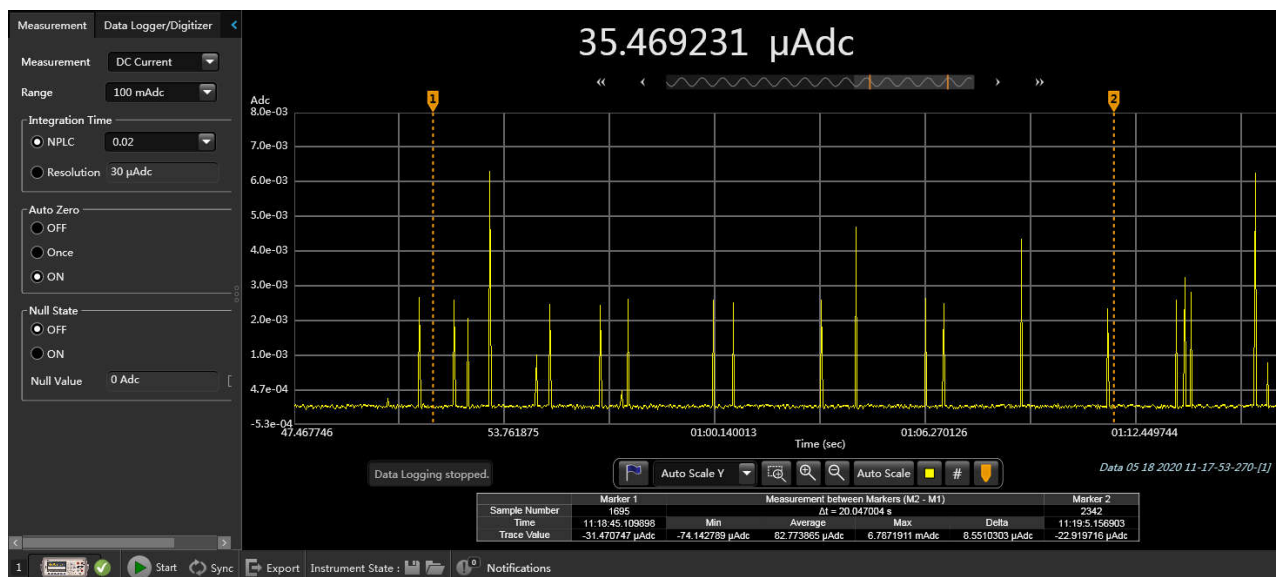 Measurement Data Logger/Digitizer <
35.469231 µAdc
Measurement DC Current
Range 100 mAdc
Integration Time
NPLC 0.02
Resolution 30 µAdc
Auto Zero
OFF
Once
ON
Null State
OFF
ON
Null Value 0 Adc
« ‹ › »
Adc
1 2
8.0e-03
7.0e-03
6.0e-03
5.0e-03
4.0e-03
3.0e-03
2.0e-03
1.0e-03
4.7e-04
-5.3e-04
47.467746 53.761875 01:00.140013 01:06.270126 01:12.449744
Time (sec)
Data Logging stopped. Auto Scale Y Auto Scale # Data 05 18 2020 11-17-53-270-[1]
Marker 1 Measurement between Markers (M2 - M1) Marker 2
Sample Number 1695 Δt = 20.047004 s 2342
Time 11:18:45.109898 Min Average Max Delta 11:19:5.156903
Trace Value -31.470747 µAdc -74.142789 µAdc 82.773865 µAdc 6.7871911 mAdc 8.5510303 µAdc -22.919716 µAdc
1 Start Sync Export Instrument State : 0 Notifications